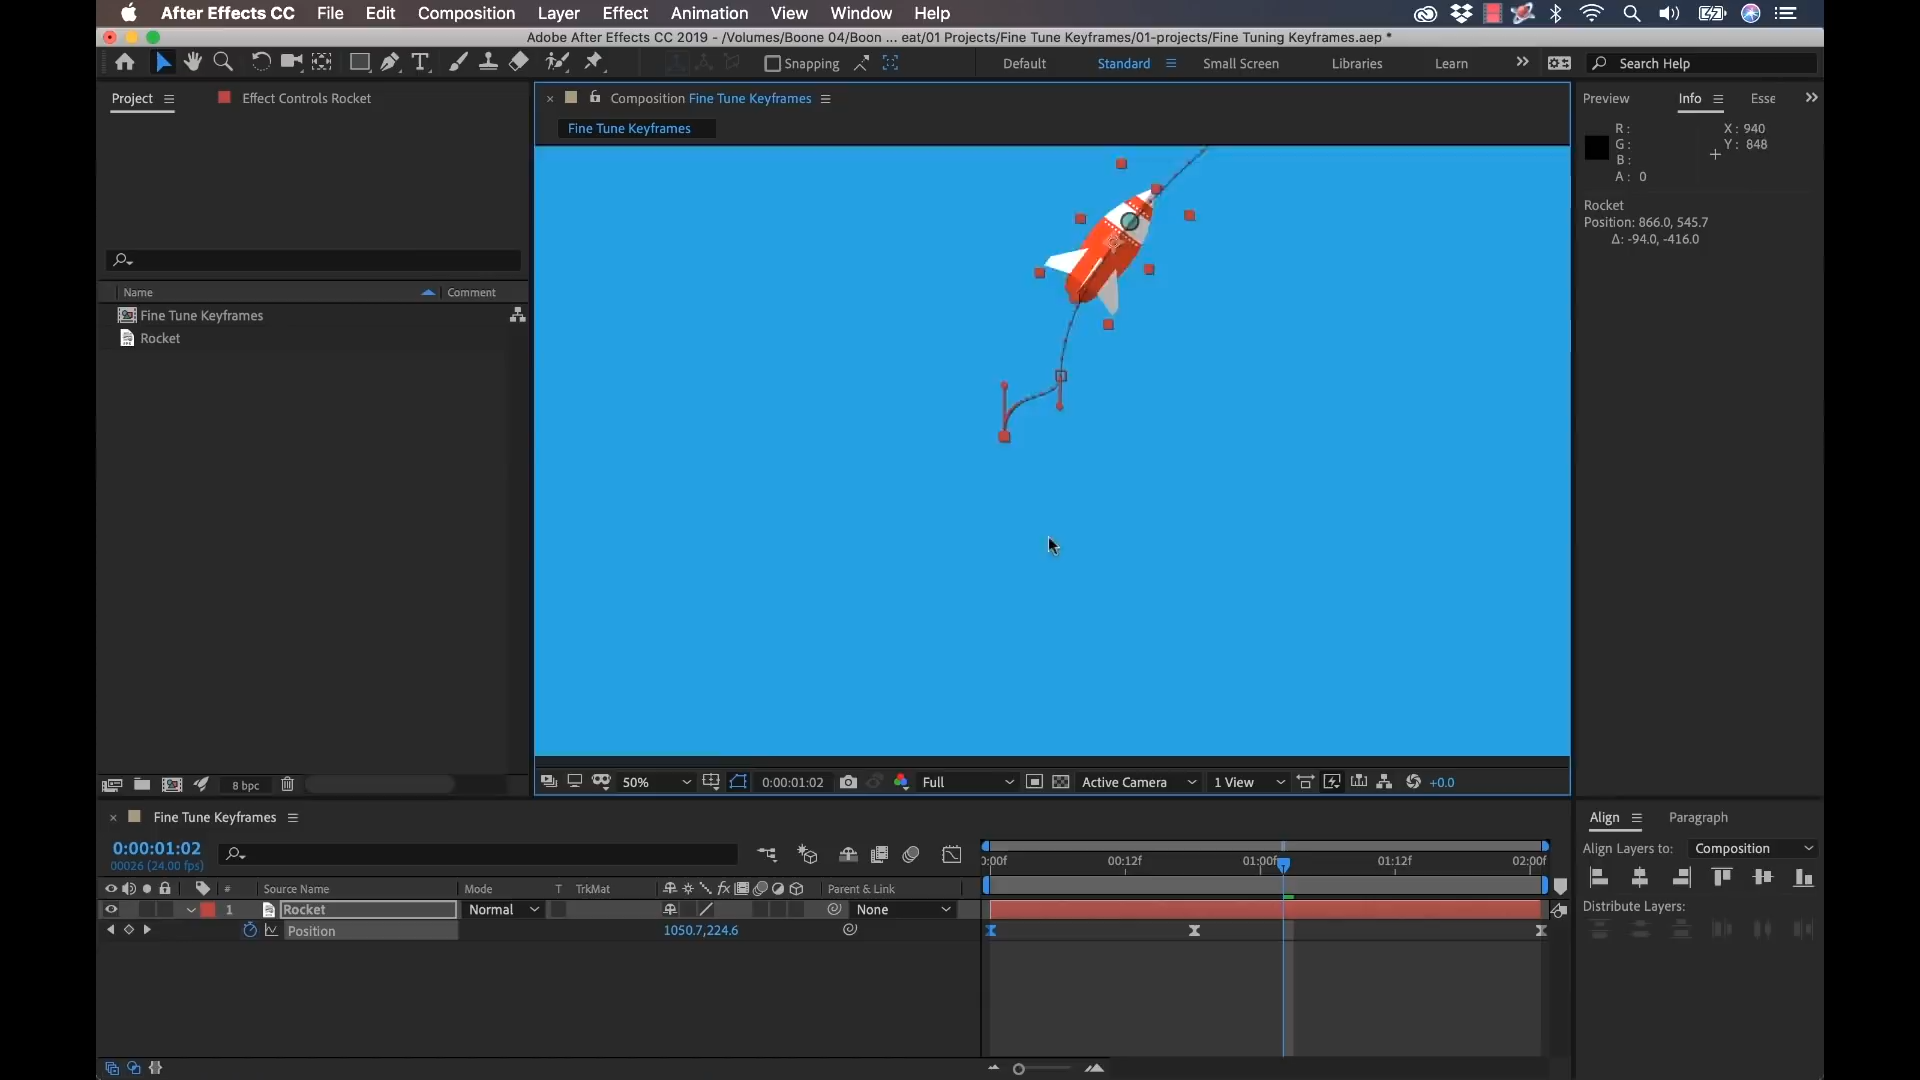 After Effects CC File Edit Composition Layer Effect Animation View Window Help
Adobe After Effects CC 2019 - /Volumes/Boone 04/Boon ... eat/01 Projects/Fine Tune Keyframes/01-projects/Fine Tuning Keyframes.aep *
Snapping Default Standard Small Screen Libraries Learn Search Help
Project Effect Controls Rocket
Composition Fine Tune Keyframes
Fine Tune Keyframes
Preview Info Esse
R :
G :
B :
A : 0
X : 940
Y : 848
Rocket
Position: 866.0, 545.7
Δ: -94.0, -416.0
Name Comment
Fine Tune Keyframes
Rocket
8 bpc
50% 0:00:01:02 Full Active Camera 1 View +0.0
Fine Tune Keyframes
0:00:01:02
00026 (24.00 fps)
Source Name Mode T TrkMat Parent & Link
1 Rocket Normal None
Position 1050.7,224.6
:00f 00:12f 01:00f 01:12f 02:00f
Align Paragraph
Align Layers to: Composition
Distribute Layers: